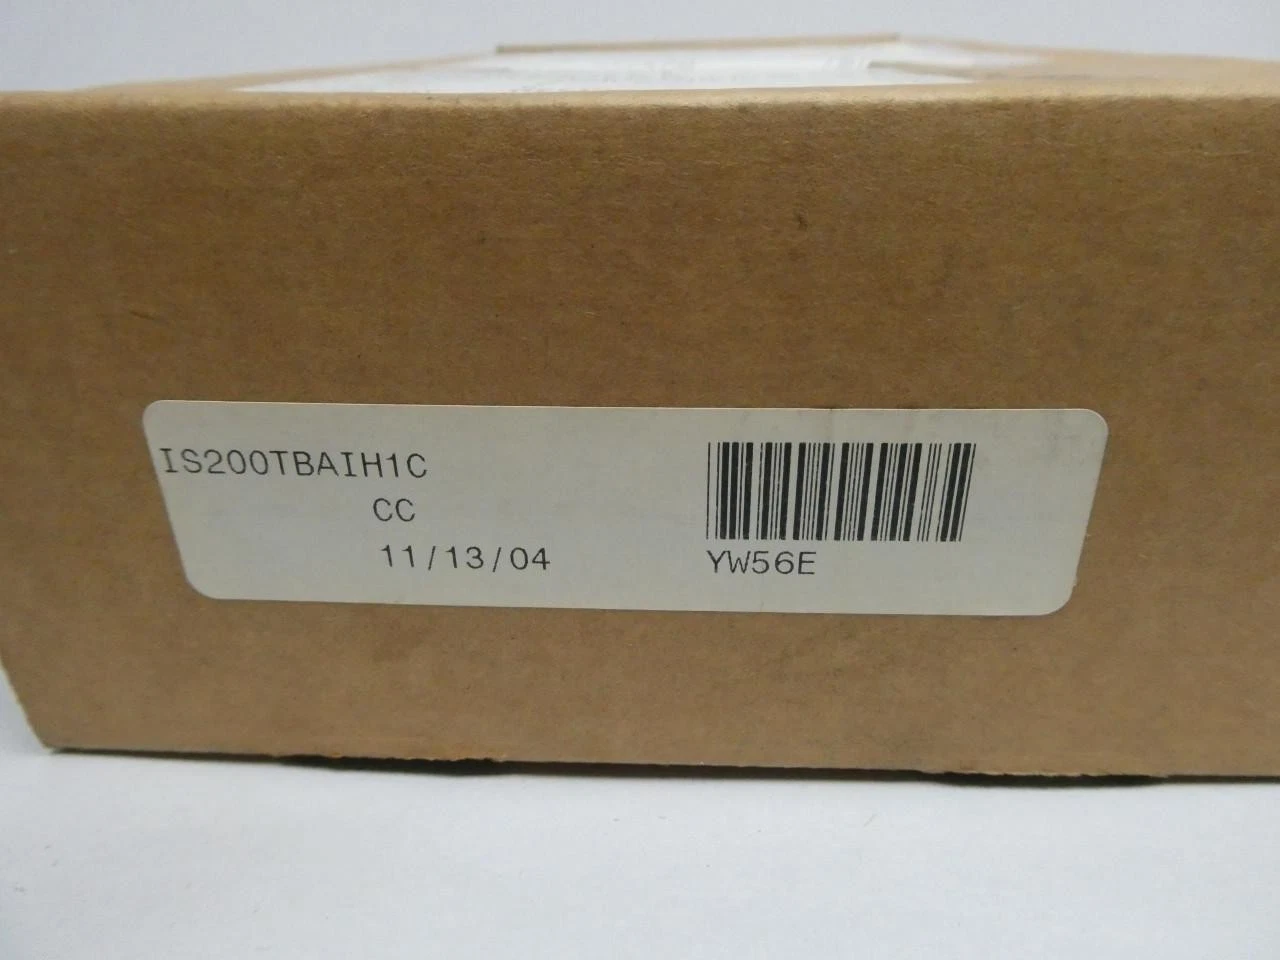 IS200TBAIH1C
CC
11/13/04
YW56E